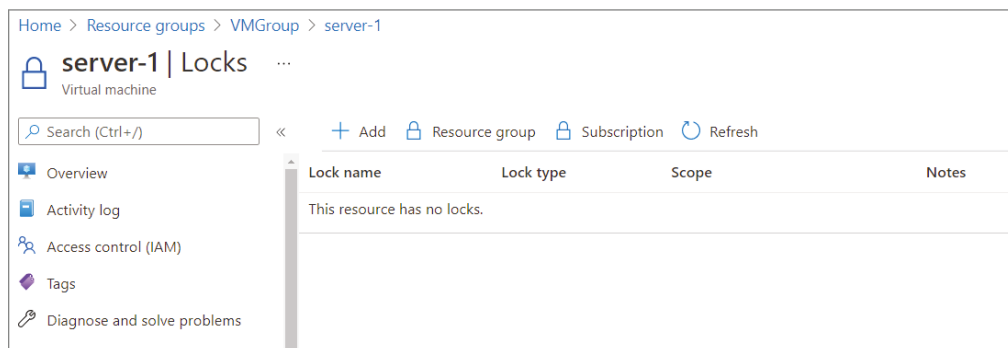 Home > Resource groups > VMGroup > server-1
server-1 | Locks ...
Virtual machine
Search (Ctrl+/)
Overview
Activity log
Access control (IAM)
Tags
Diagnose and solve problems
« + Add Resource group Subscription Refresh
Lock name Lock type Scope Notes
This resource has no locks.